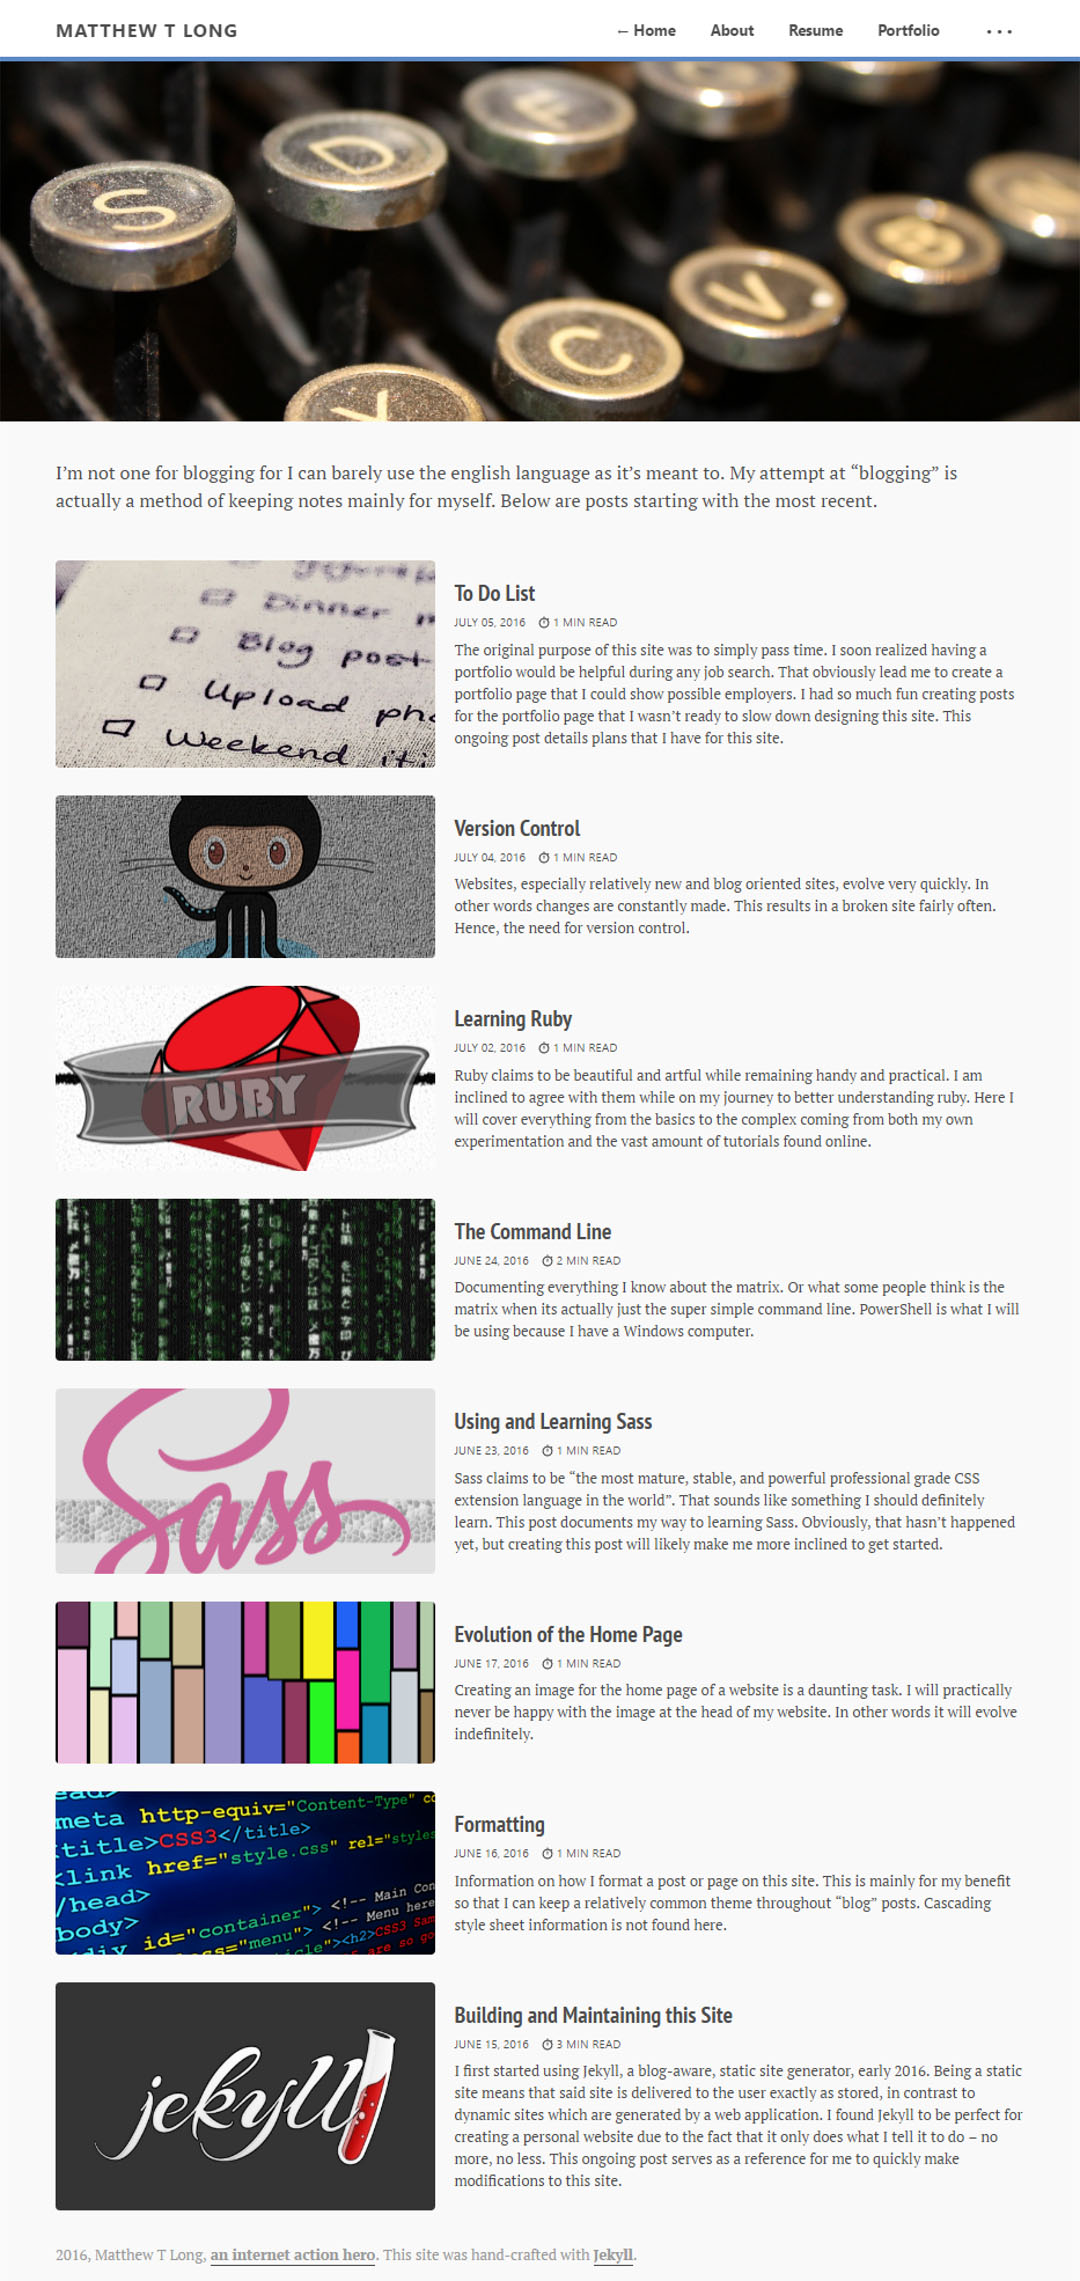 MATTHEW T LONG
← Home About Resume Portfolio ...
S D F
X C V B
I’m not one for blogging for I can barely use the english language as it’s meant to. My attempt at “blogging” is
actually a method of keeping notes mainly for myself. Below are posts starting with the most recent.
Dinner
Blog post
Upload
Weekend
To Do List
JULY 05, 2016 1 MIN READ
The original purpose of this site was to simply pass time. I soon realized having a
portfolio would be helpful during any job search. That obviously lead me to create a
portfolio page that I could show possible employers. I had so much fun creating posts
for the portfolio page that I wasn’t ready to slow down designing this site. This
ongoing post details plans that I have for this site.
Version Control
JULY 04, 2016 1 MIN READ
Websites, especially relatively new and blog oriented sites, evolve very quickly. In
other words changes are constantly made. This results in a broken site fairly often.
Hence, the need for version control.
RUBY
Learning Ruby
JULY 02, 2016 1 MIN READ
Ruby claims to be beautiful and artful while remaining handy and practical. I am
inclined to agree with them while on my journey to better understanding ruby. Here I
will cover everything from the basics to the complex coming from both my own
experimentation and the vast amount of tutorials found online.
The Command Line
JUNE 24, 2016 2 MIN READ
Documenting everything I know about the matrix. Or what some people think is the
matrix when its actually just the super simple command line. PowerShell is what I will
be using because I have a Windows computer.
Sass
Using and Learning Sass
JUNE 23, 2016 1 MIN READ
Sass claims to be “the most mature, stable, and powerful professional grade CSS
extension language in the world”. That sounds like something I should definitely
learn. This post documents my way to learning Sass. Obviously, that hasn’t happened
yet, but creating this post will likely make me more inclined to get started.
Evolution of the Home Page
JUNE 17, 2016 1 MIN READ
Creating an image for the home page of a website is a daunting task. I will practically
never be happy with the image at the head of my website. In other words it will evolve
indefinitely.
meta http-equiv="Content-Type" co
title>CSS3</title>
<link href="style.css" rel="styles
/head>
body> <!-- Main Con
div id="container"> <!-- Menu here
ss="menu"><h2>CSS3 Sam
Formatting
JUNE 16, 2016 1 MIN READ
Information on how I format a post or page on this site. This is mainly for my benefit
so that I can keep a relatively common theme throughout “blog” posts. Cascading
style sheet information is not found here.
jekyll
Building and Maintaining this Site
JUNE 15, 2016 3 MIN READ
I first started using Jekyll, a blog-aware, static site generator, early 2016. Being a static
site means that said site is delivered to the user exactly as stored, in contrast to
dynamic sites which are generated by a web application. I found Jekyll to be perfect for
creating a personal website due to the fact that it only does what I tell it to do – no
more, no less. This ongoing post serves as a reference for me to quickly make
modifications to this site.
2016, Matthew T Long, an internet action hero. This site was hand-crafted with Jekyll.